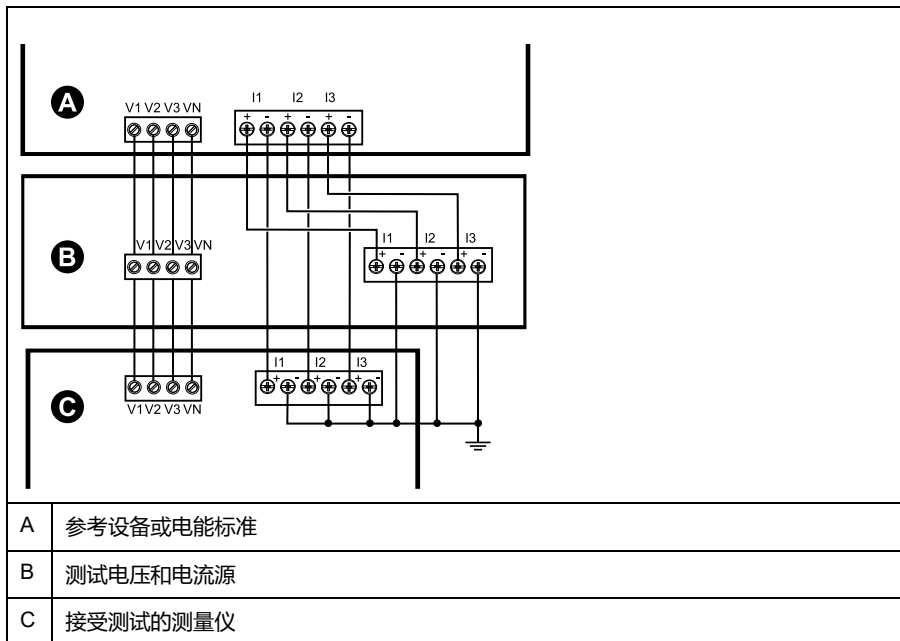 I1 I2 I3
A V1 V2 V3 VN
+ - + - + -
V1 V2 V3 VN I1 I2 I3
B + - + - + -
I1 I2 I3
+ - + - + -
C V1 V2 V3 VN
A 参考设备或电能标准
B 测试电压和电流源
C 接受测试的测量仪